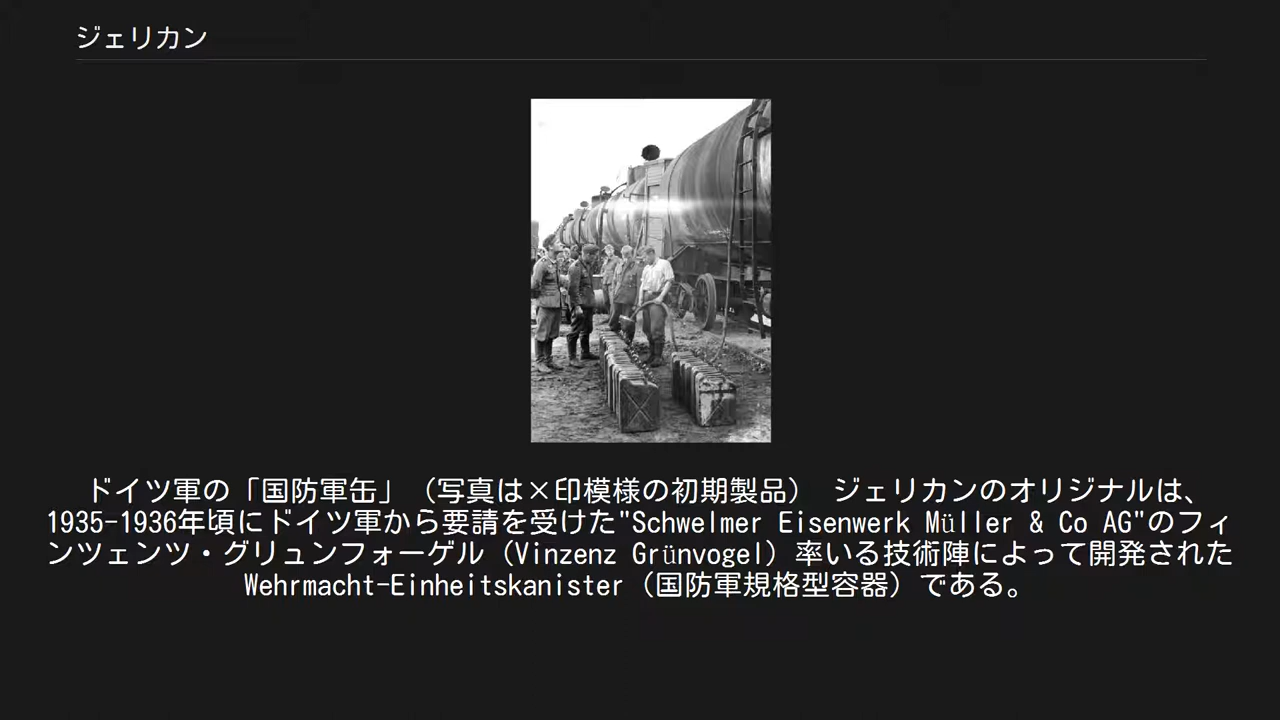 ジェリカン
ドイツ軍の「国防軍缶」（写真は×印模様の初期製品） ジェリカンのオリジナルは、
1935-1936年頃にドイツ軍から要請を受けた"Schwelmer Eisenwerk Müller & Co AG"のフィ
ンツェンツ・グリュンフォーゲル（Vinzenz Grünvogel）率いる技術陣によって開発された
Wehrmacht-Einheitskanister（国防軍規格型容器）である。